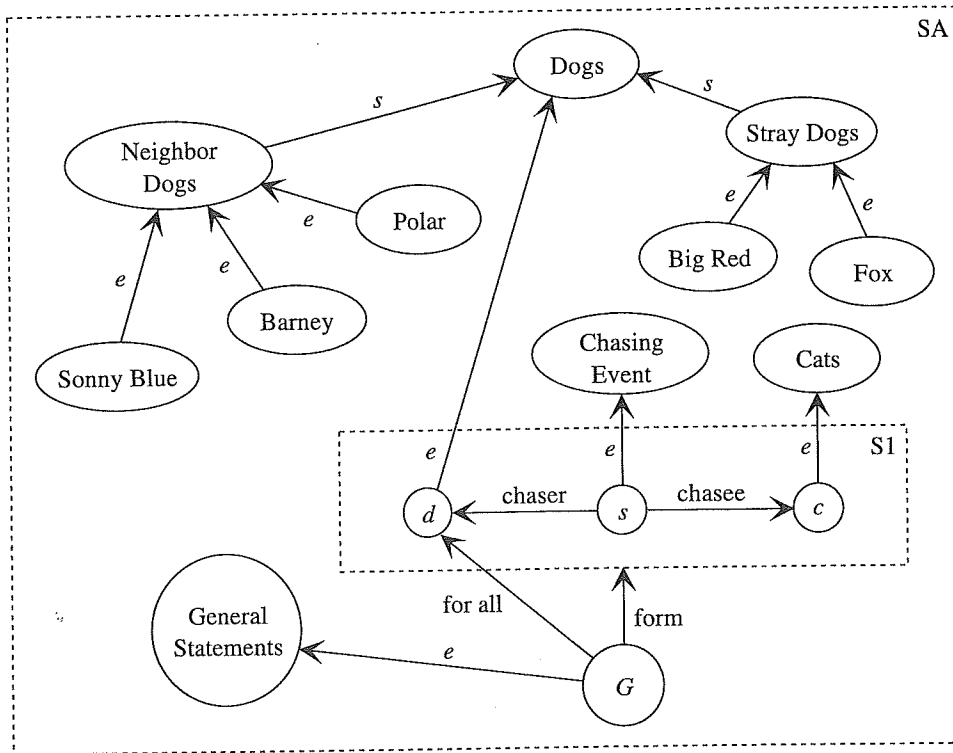 SA
Dogs
s
s
Neighbor
Dogs
Stray Dogs
e
Polar
e
e
Big Red
Fox
e
e
Barney
Sonny Blue
Chasing
Event
Cats
e
e
e
S1
d
chaser
s
chasee
c
for all
form
General
Statements
e
G